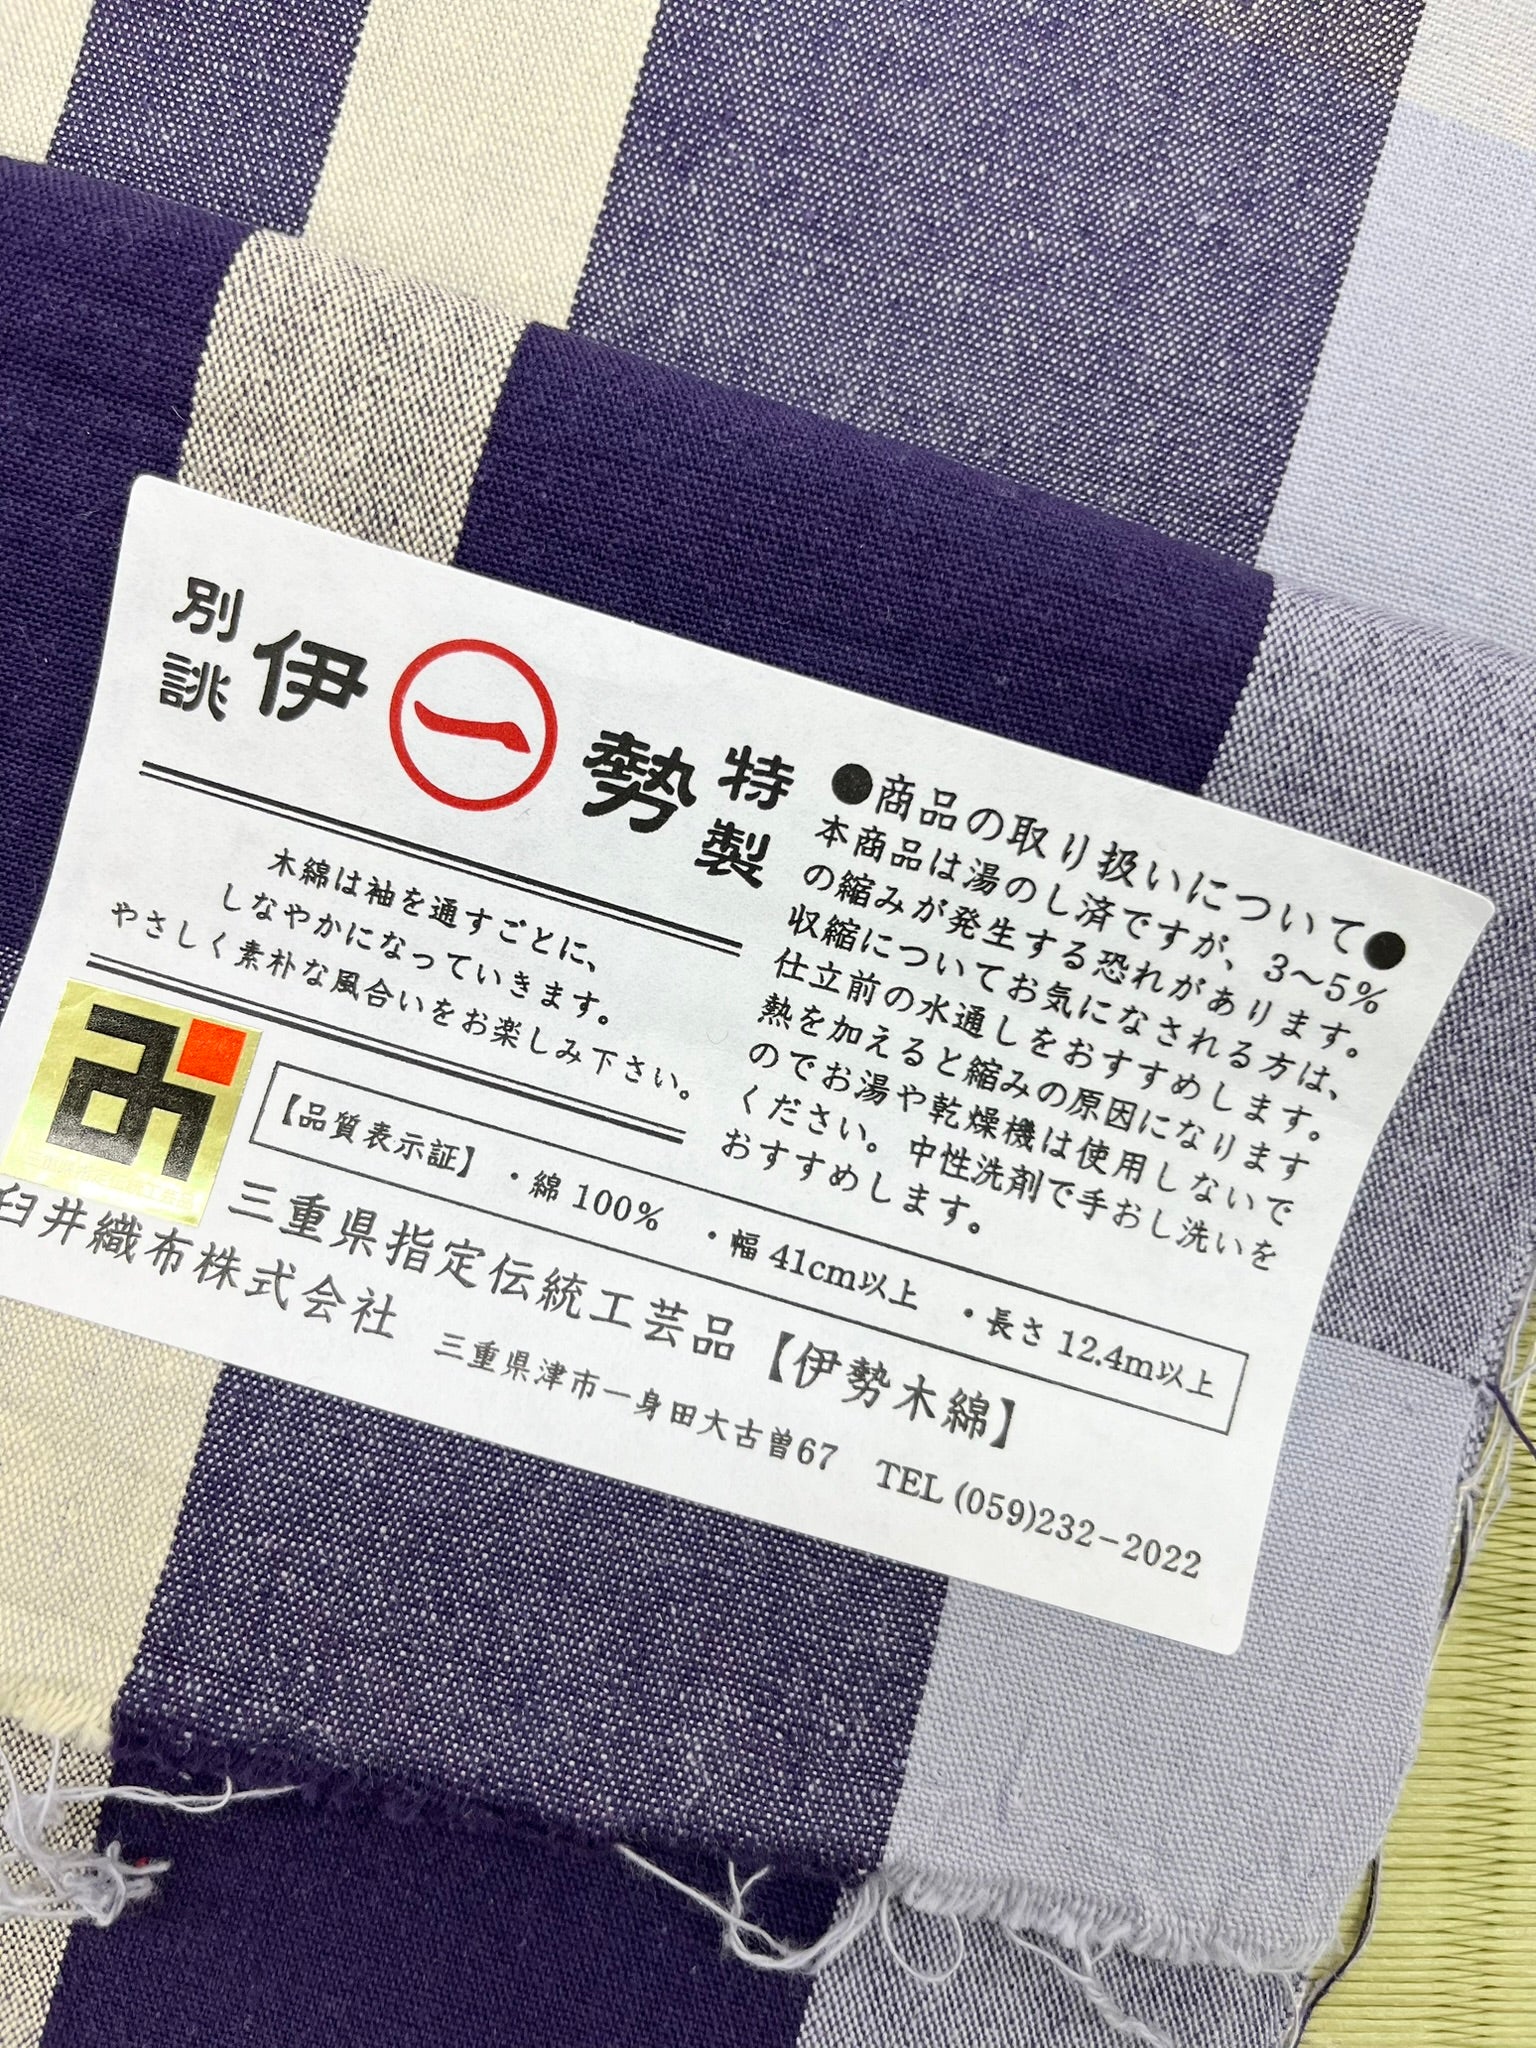 別誂 伊 一 勢 特製
木綿は袖を通すごとに、
しなやかになっていきます。
やさしく素朴な風合いをお楽しみ下さい。
●商品の取り扱いについて●
本商品は湯のし済ですが、3～5%
の縮みが発生する恐れがあります。
収縮についてお気になされる方は、
仕立前の水通しをおすすめします。
熱を加えると縮みの原因になります
のでお湯や乾燥機は使用しないで
ください。中性洗剤で手おし洗いを
おすすめします。
【品質表示証】 ・綿 100% ・幅 41cm以上 ・長さ 12.4m以上
三重県指定伝統工芸品
三重県指定伝統工芸品【伊勢木綿】
臼井織布株式会社 三重県津市一身田大古曽67 TEL (059)232-2022